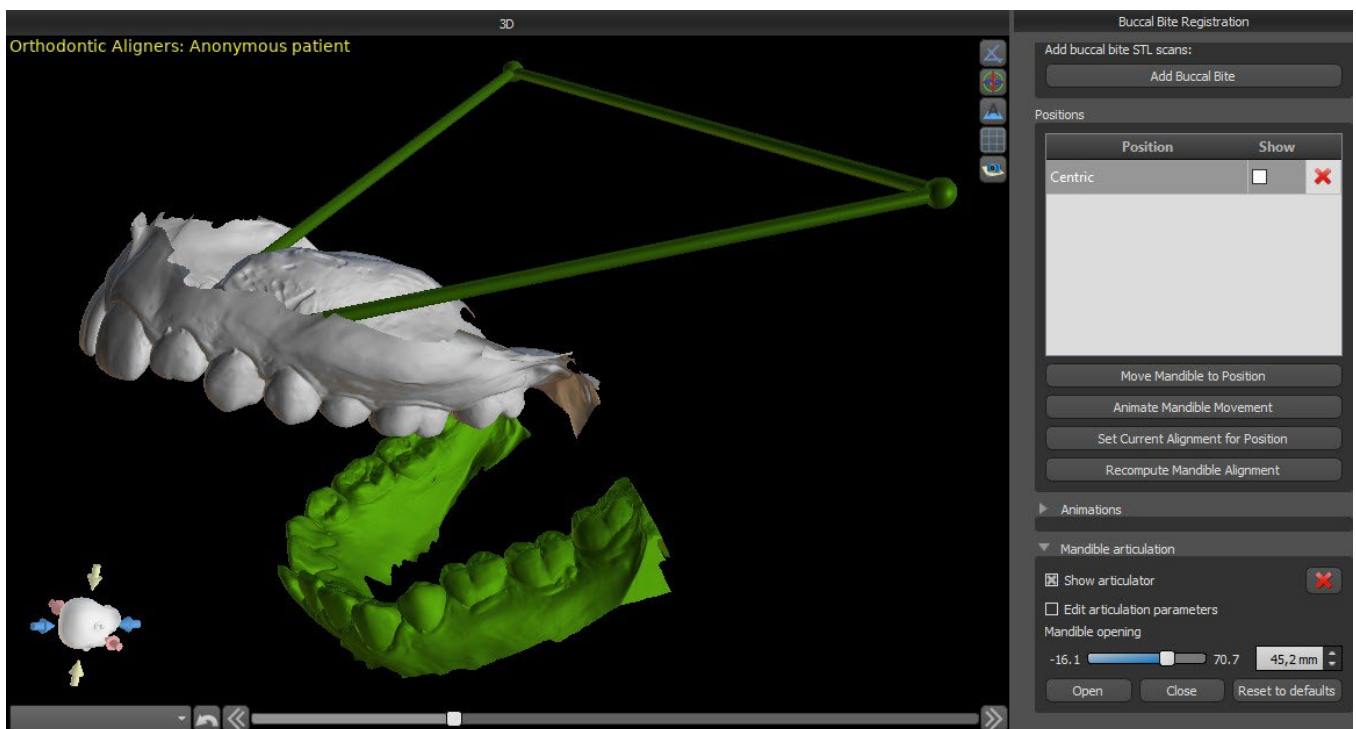 3D
Orthodontic Aligners: Anonymous patient
Buccal Bite Registration
Add buccal bite STL scans:
Add Buccal Bite
Positions
Position Show
Centric
Move Mandible to Position
Animate Mandible Movement
Set Current Alignment for Position
Recompute Mandible Alignment
Animations
Mandible articulation
Show articulator
Edit articulation parameters
Mandible opening
-16.1 70.7 45,2 mm
Open Close Reset to defaults